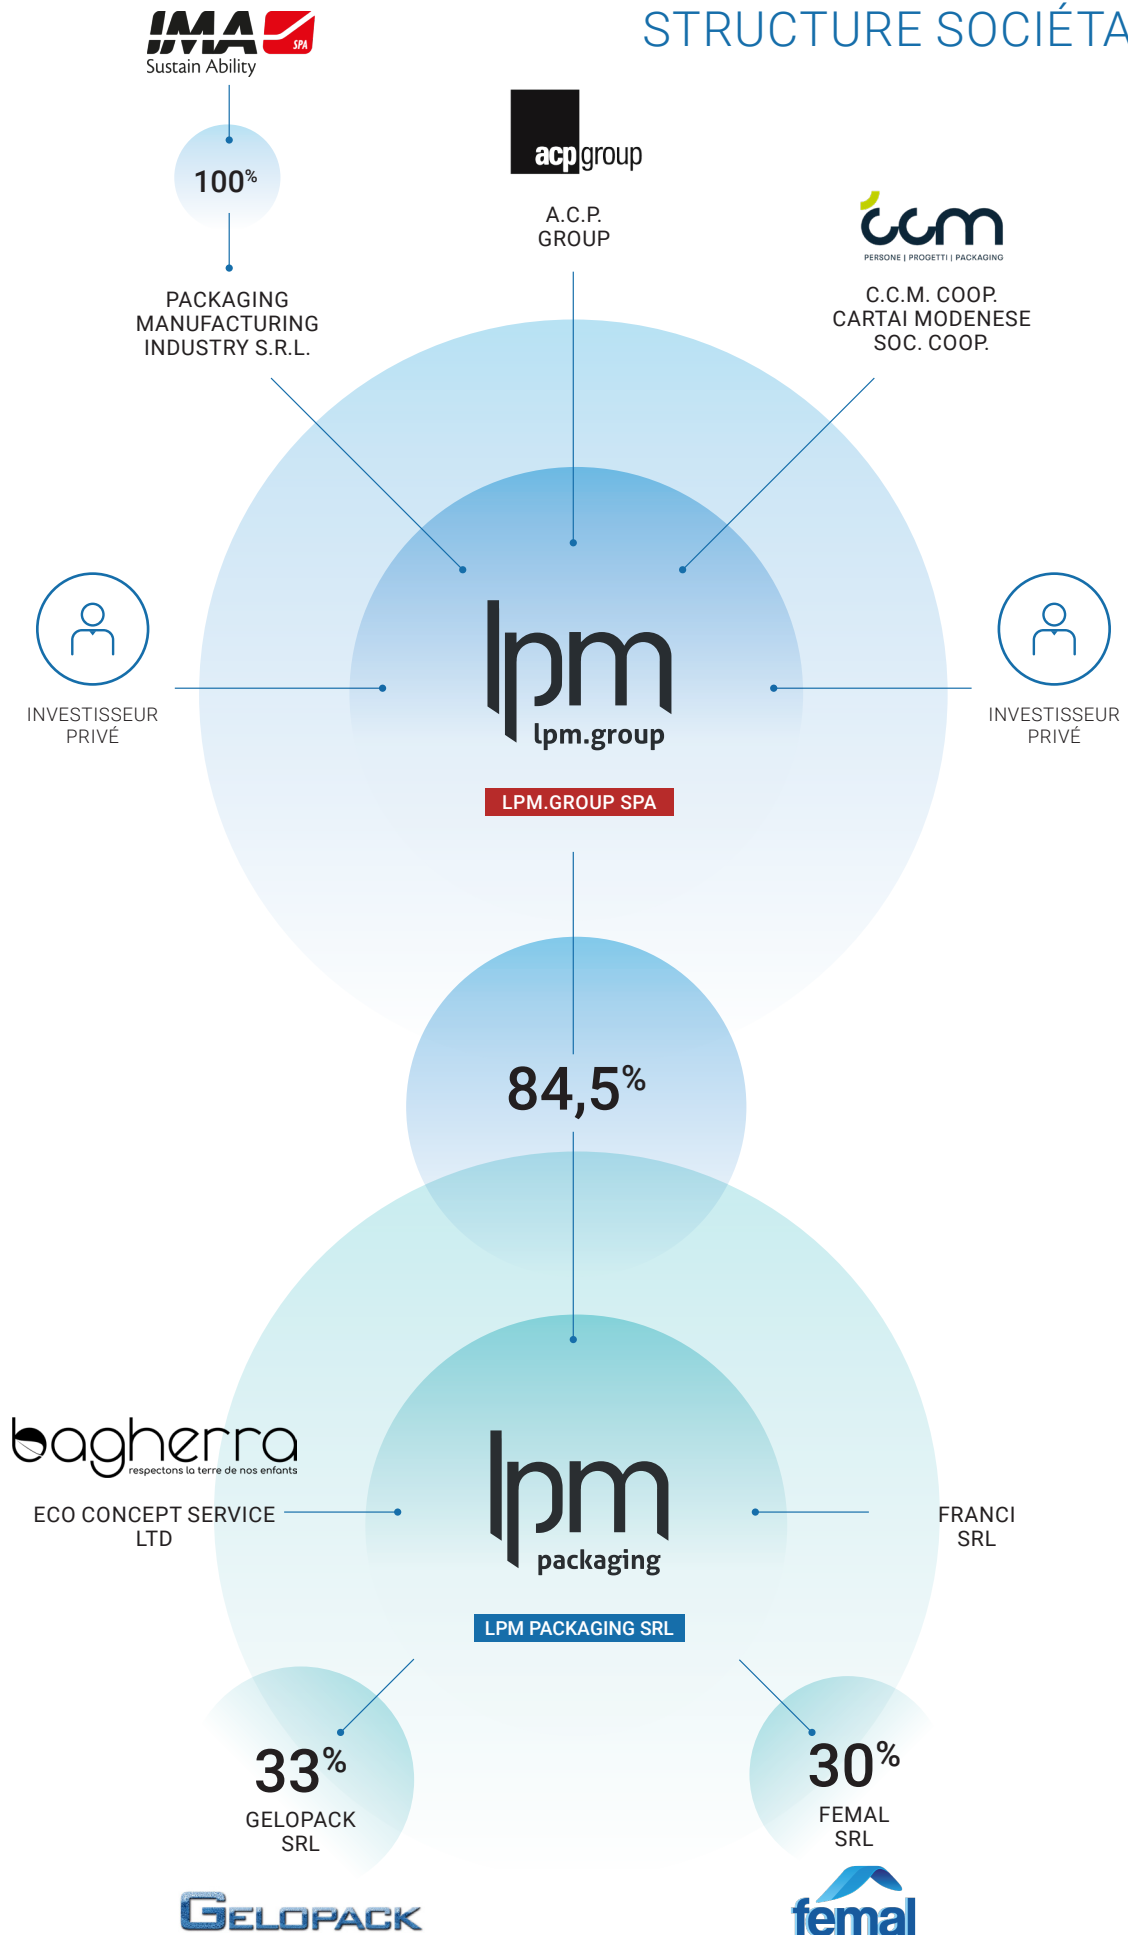 STRUCTURE SOCIÉTA
IMA SPA
Sustain Ability
100%
PACKAGING
MANUFACTURING
INDUSTRY S.R.L.
acp group
A.C.P.
GROUP
ccm
PERSONE | PROGETTI | PACKAGING
C.C.M. COOP.
CARTAI MODENESE
SOC. COOP.
INVESTISSEUR
PRIVÉ
lpm
lpm.group
LPM.GROUP SPA
INVESTISSEUR
PRIVÉ
84,5%
bagherra
respectons la terre de nos enfants
ECO CONCEPT SERVICE
LTD
lpm
packaging
LPM PACKAGING SRL
FRANCI
SRL
33%
GELOPACK
SRL
GELOPACK
30%
FEMAL
SRL
femal